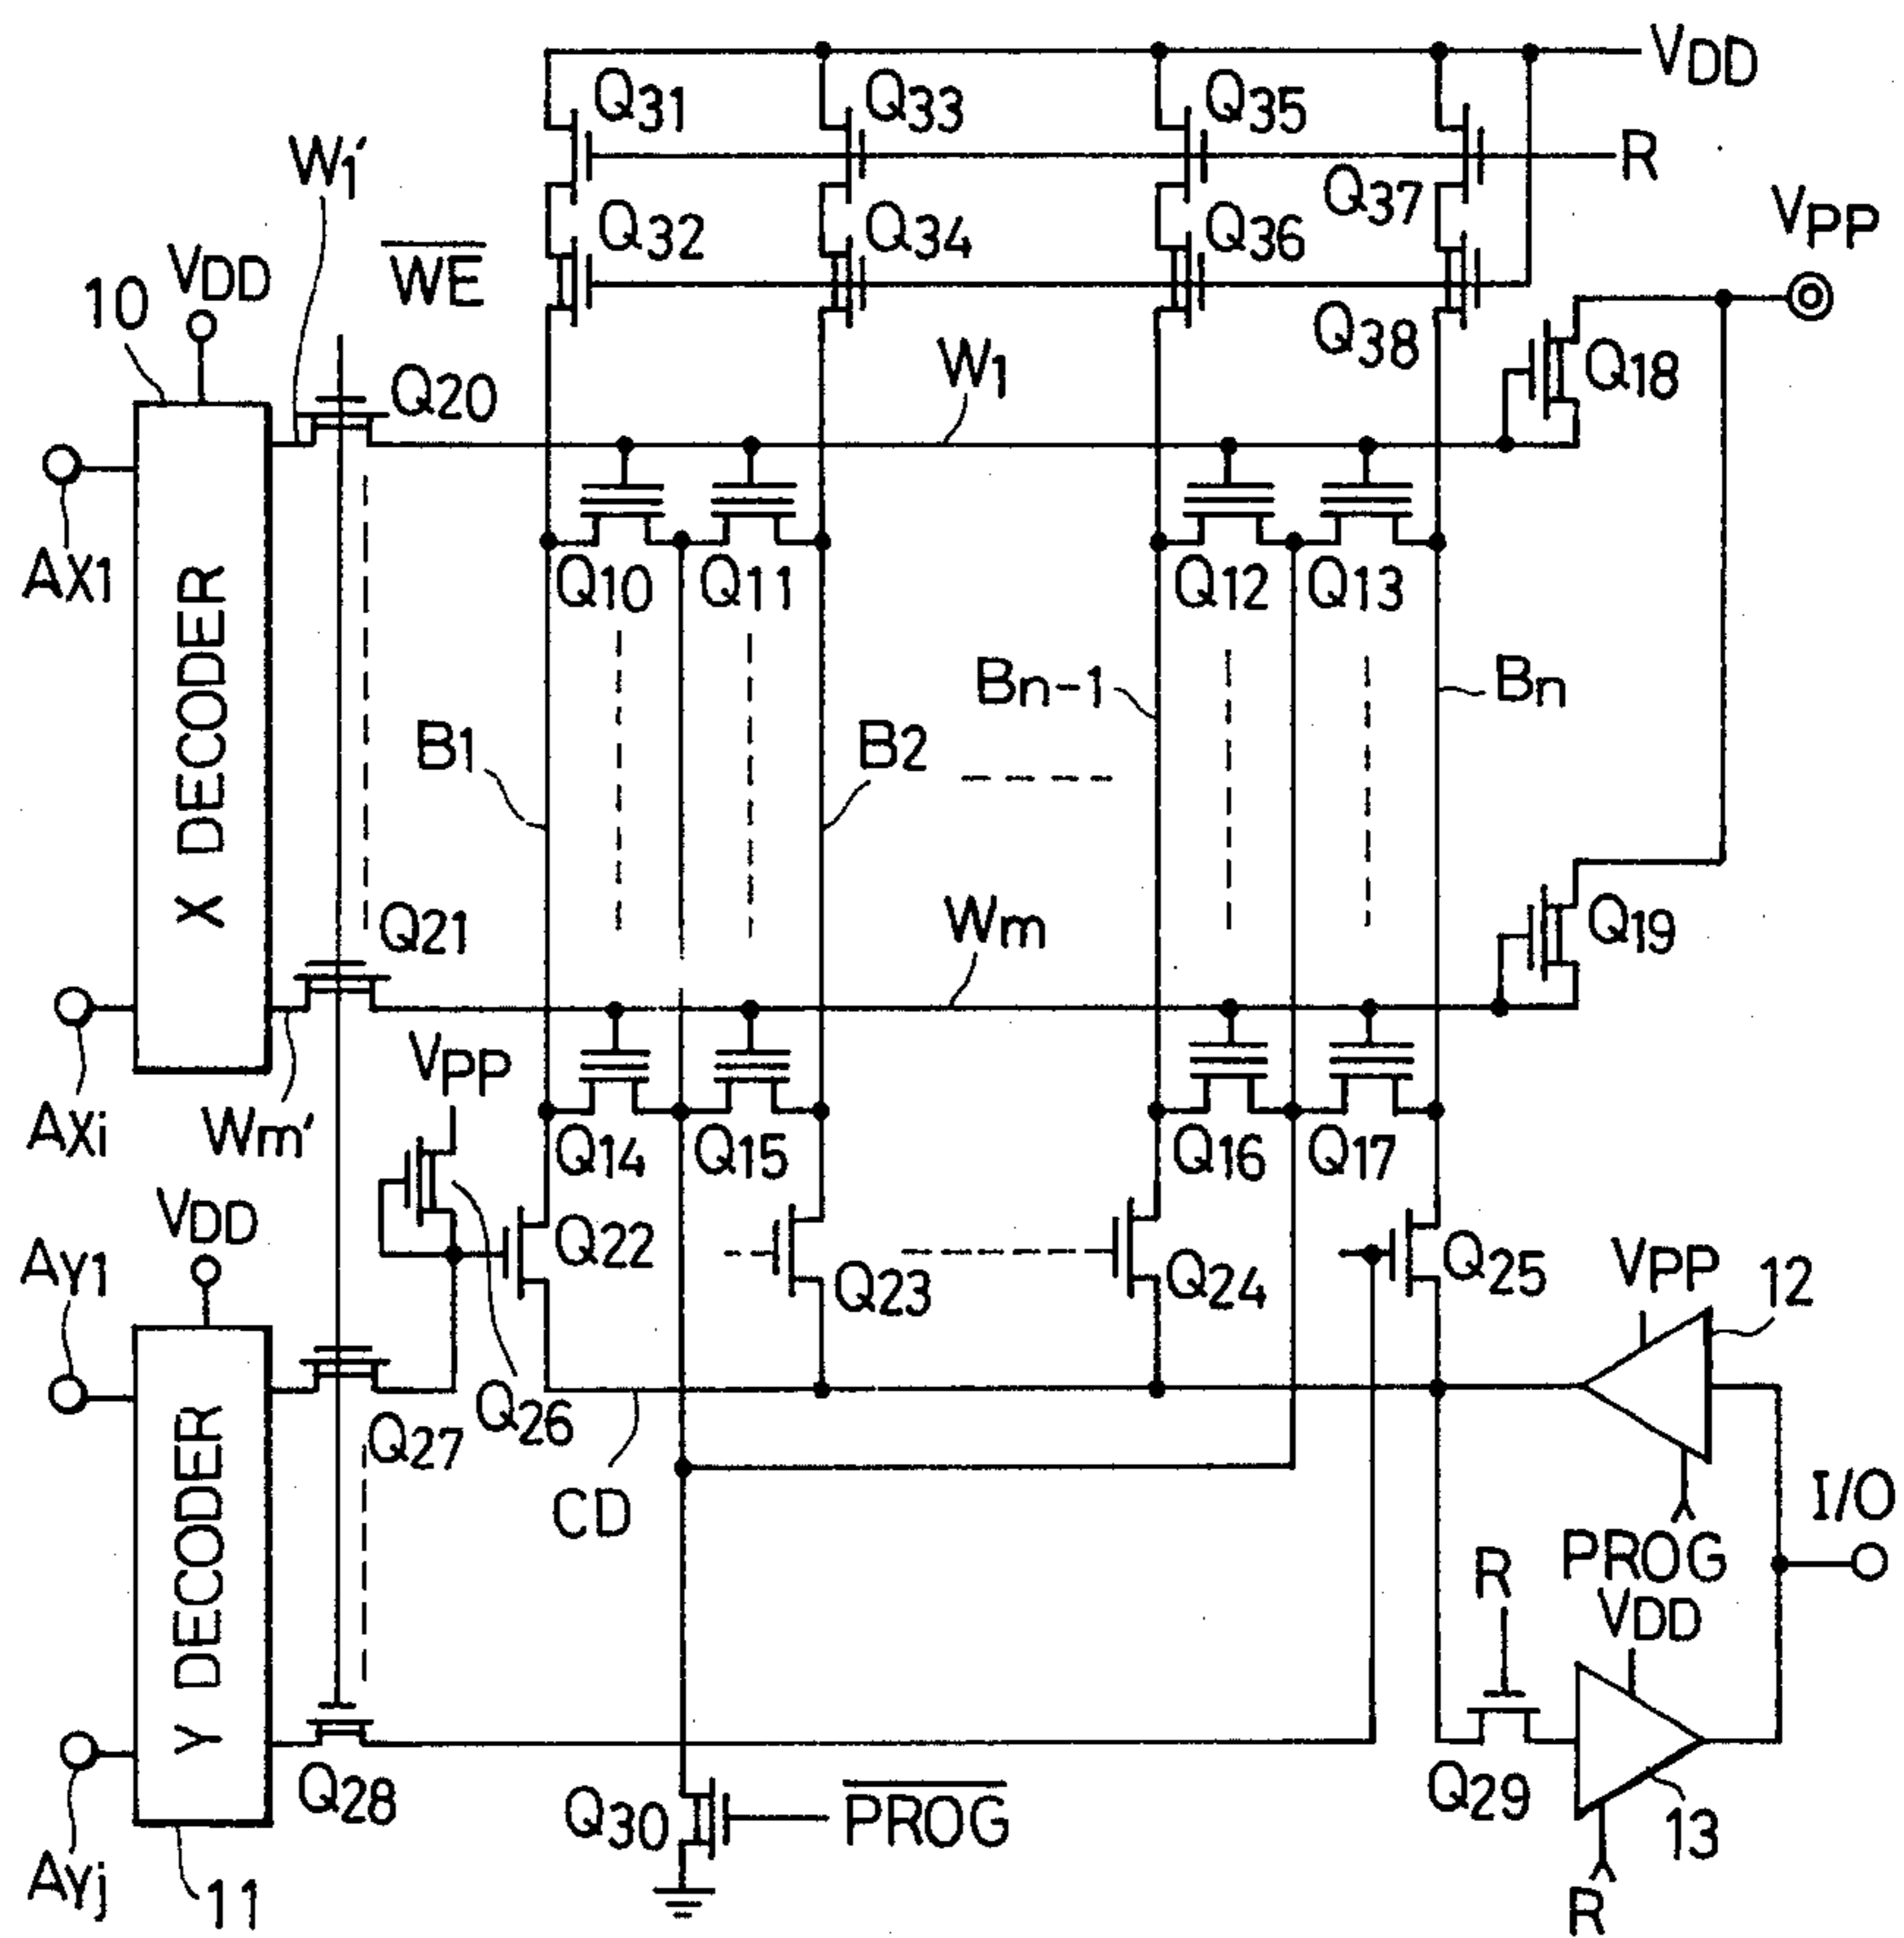 VDD
Q31
Q33
Q35
R
W1'
Q37
Q32
Q34
Q36
VPP
WE
VDD
10
Q38
Q18
W1
Q20
AX1
Q10
Q11
Q12
Q13
X DECODER
Bn-1
Bn
B1
B2
Wm
Q19
Q21
VPP
AXi
Wm'
Q14
Q15
Q16
Q17
VDD
Q22
AY1
Q23
Q24
Q25
VPP
12
Q26
Q27
CD
I/O
Y DECODER
R
PROG
VDD
Q28
Q30
PROG
Q29
13
AYj
11
R